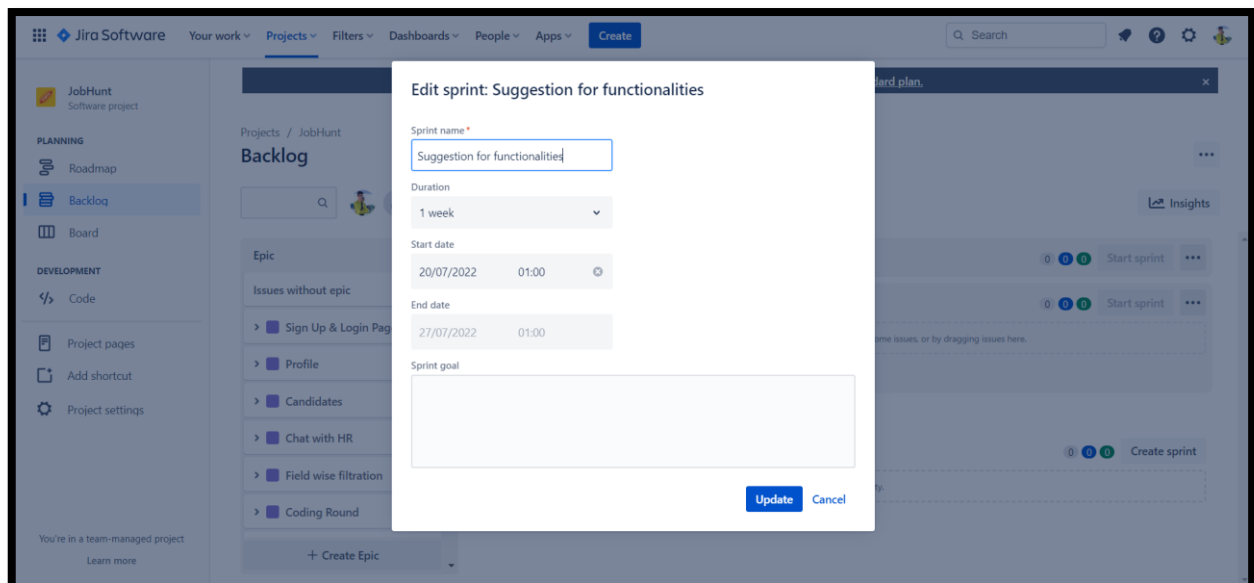 Jira Software Your work Projects Filters Dashboards People Apps Create Search
JobHunt
Software project
dard plan.
PLANNING
Roadmap
Backlog
Board
DEVELOPMENT
Code
Project pages
Add shortcut
Project settings
You're in a team-managed project
Learn more
Projects / JobHunt
Backlog
Insights
Epic
Issues without epic
Sign Up & Login Pag
Profile
Candidates
Chat with HR
Field wise filtration
Coding Round
+ Create Epic
Edit sprint: Suggestion for functionalities
Sprint name*
Suggestion for functionalities
Duration
1 week
Start date
20/07/2022 01:00
End date
27/07/2022 01:00
Sprint goal
Update Cancel
0 0 0 Start sprint
0 0 0 Start sprint
ome issues, or by dragging issues here.
0 0 0 Create sprint
ty.